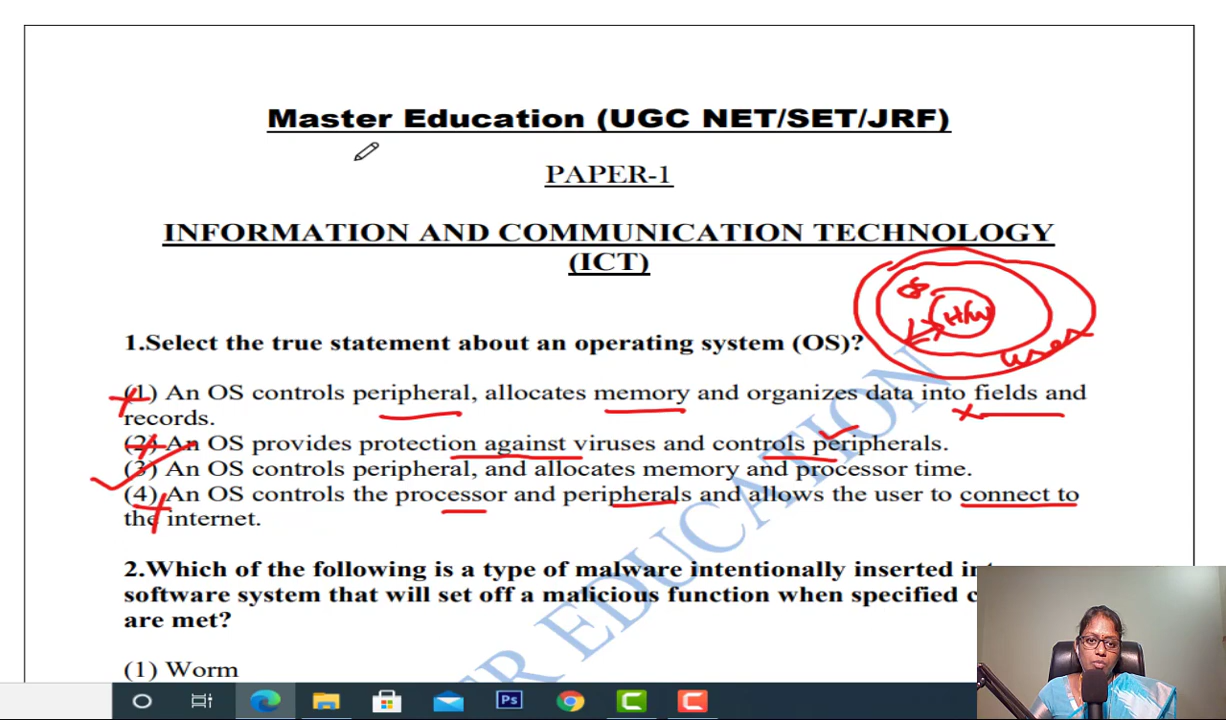 Master Education (UGC NET/SET/JRF)
PAPER-1
INFORMATION AND COMMUNICATION TECHNOLOGY
(ICT)
OS
H/W
user
1.Select the true statement about an operating system (OS)?
(1) An OS controls peripheral, allocates memory and organizes data into fields and
records.
(2) An OS provides protection against viruses and controls peripherals.
(3) An OS controls peripheral, and allocates memory and processor time.
(4) An OS controls the processor and peripherals and allows the user to connect to
the internet.
2.Which of the following is a type of malware intentionally inserted
software system that will set off a malicious function when specified
are met?
(1) Worm
EDUCATION
Ps